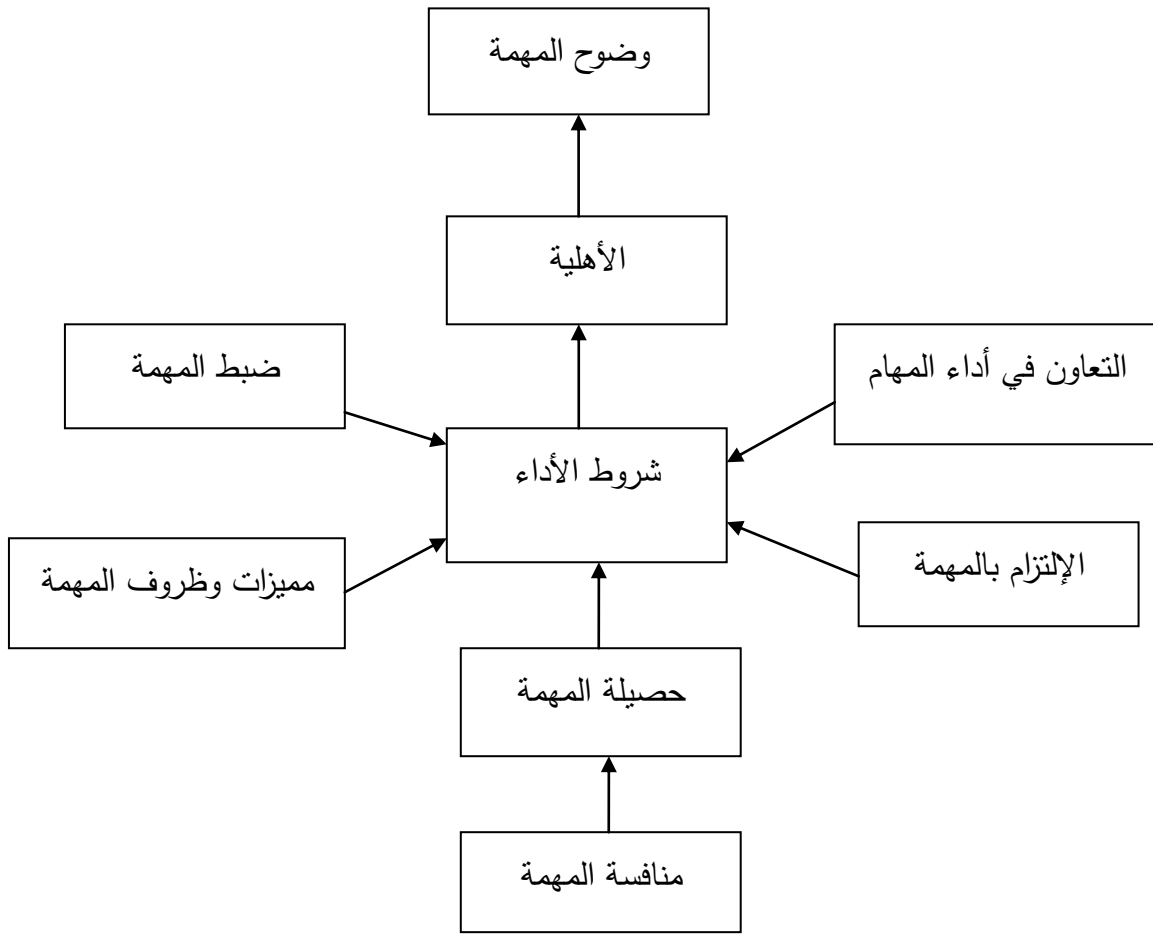 وضوح المهمة
الأهلية
التعاون في أداء المهام
ضبط المهمة
شروط الأداء
الإلتزام بالمهمة
مميزات وظروف المهمة
حصيلة المهمة
منافسة المهمة